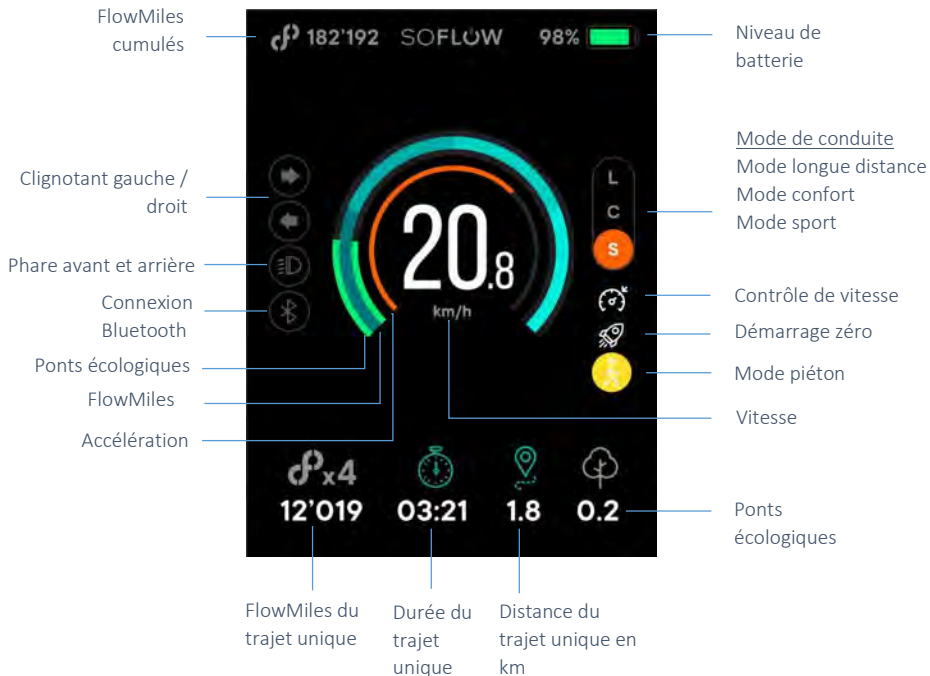 FlowMiles
cumulés
182'192 SOFLOW 98%
Niveau de
batterie
Mode de conduite
Mode longue distance
Mode confort
Mode sport
L
C
S
Clignotant gauche /
droit
Phare avant et arrière
Connexion
Bluetooth
Ponts écologiques
FlowMiles
Accélération
20.8
km/h
Contrôle de vitesse
Démarrage zéro
Mode piéton
Vitesse
x4
12'019 03:21 1.8 0.2
Ponts
écologiques
FlowMiles du
trajet unique
Durée du
trajet
unique
Distance du
trajet unique en
km